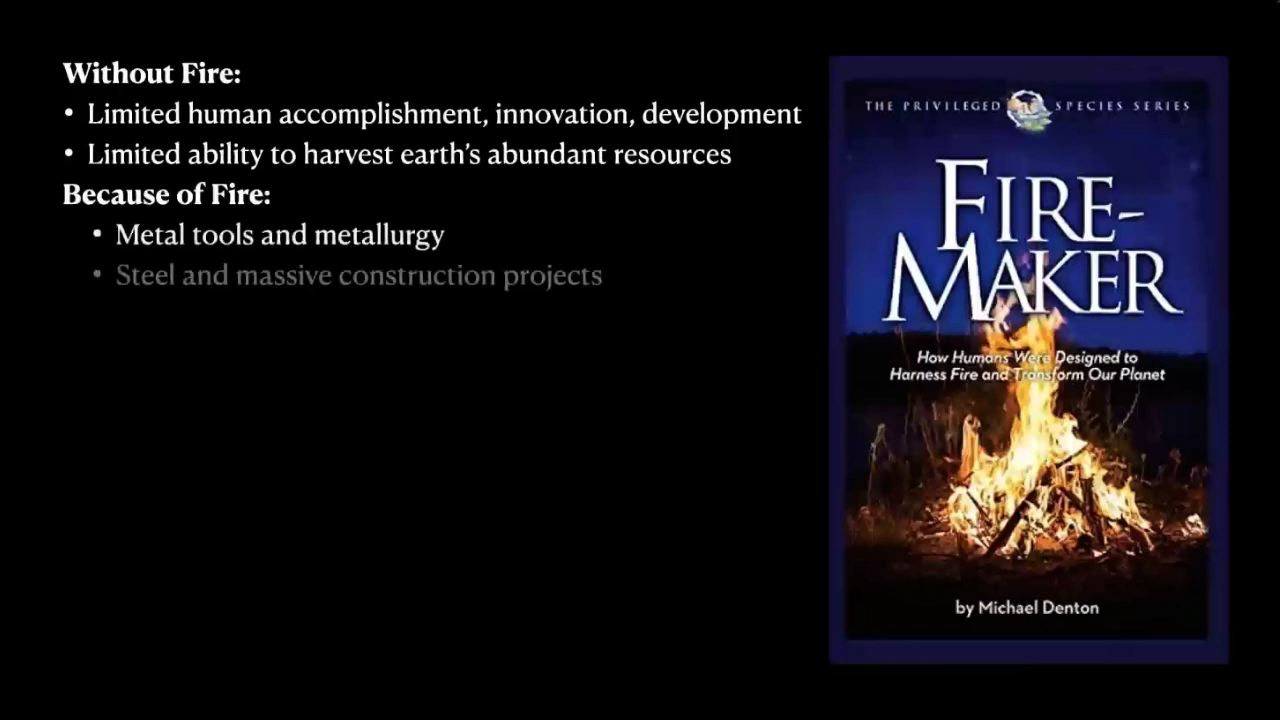 Without Fire:
• Limited human accomplishment, innovation, development
• Limited ability to harvest earth's abundant resources
Because of Fire:
• Metal tools and metallurgy
• Steel and massive construction projects
THE PRIVILEGED SPECIES SERIES
FIRE-
MAKER
How Humans Were Designed to
Harness Fire and Transform Our Planet
by Michael Denton